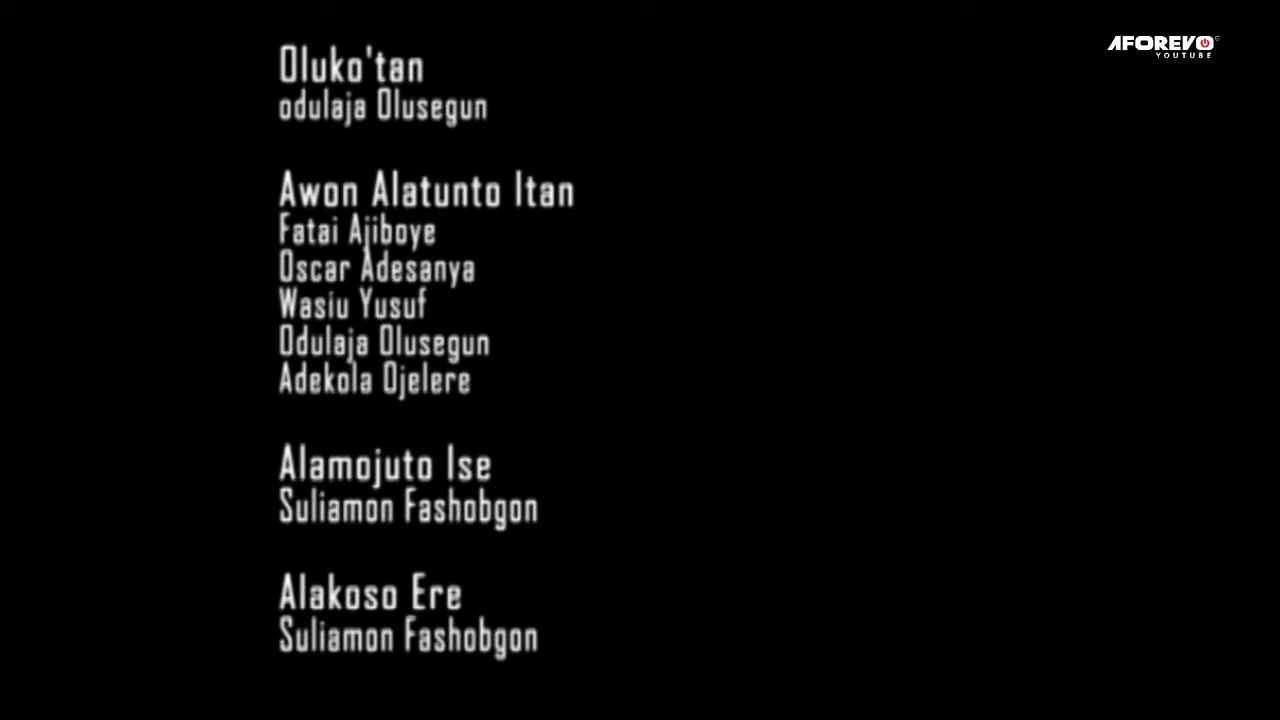 AFOREVO
YOUTUBE
Oluko'tan
odulaja Olusegun
Awon Alatunto Itan
Fatai Ajiboye
Oscar Adesanya
Wasiu Yusuf
Odulaja Olusegun
Adekola Ojelere
Alamojuto Ise
Suliamon Fashobgon
Alakoso Ere
Suliamon Fashobgon